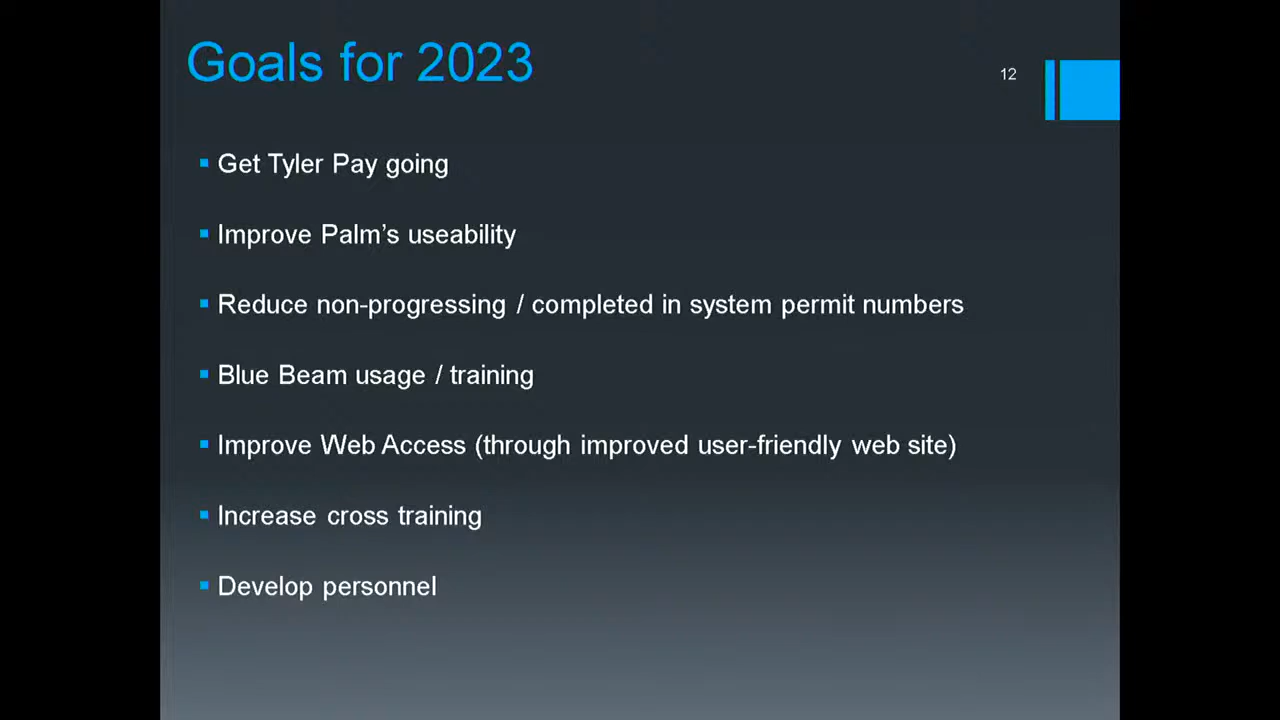 Goals for 2023
12
Get Tyler Pay going
Improve Palm’s useability
Reduce non-progressing / completed in system permit numbers
Blue Beam usage / training
Improve Web Access (through improved user-friendly web site)
Increase cross training
Develop personnel